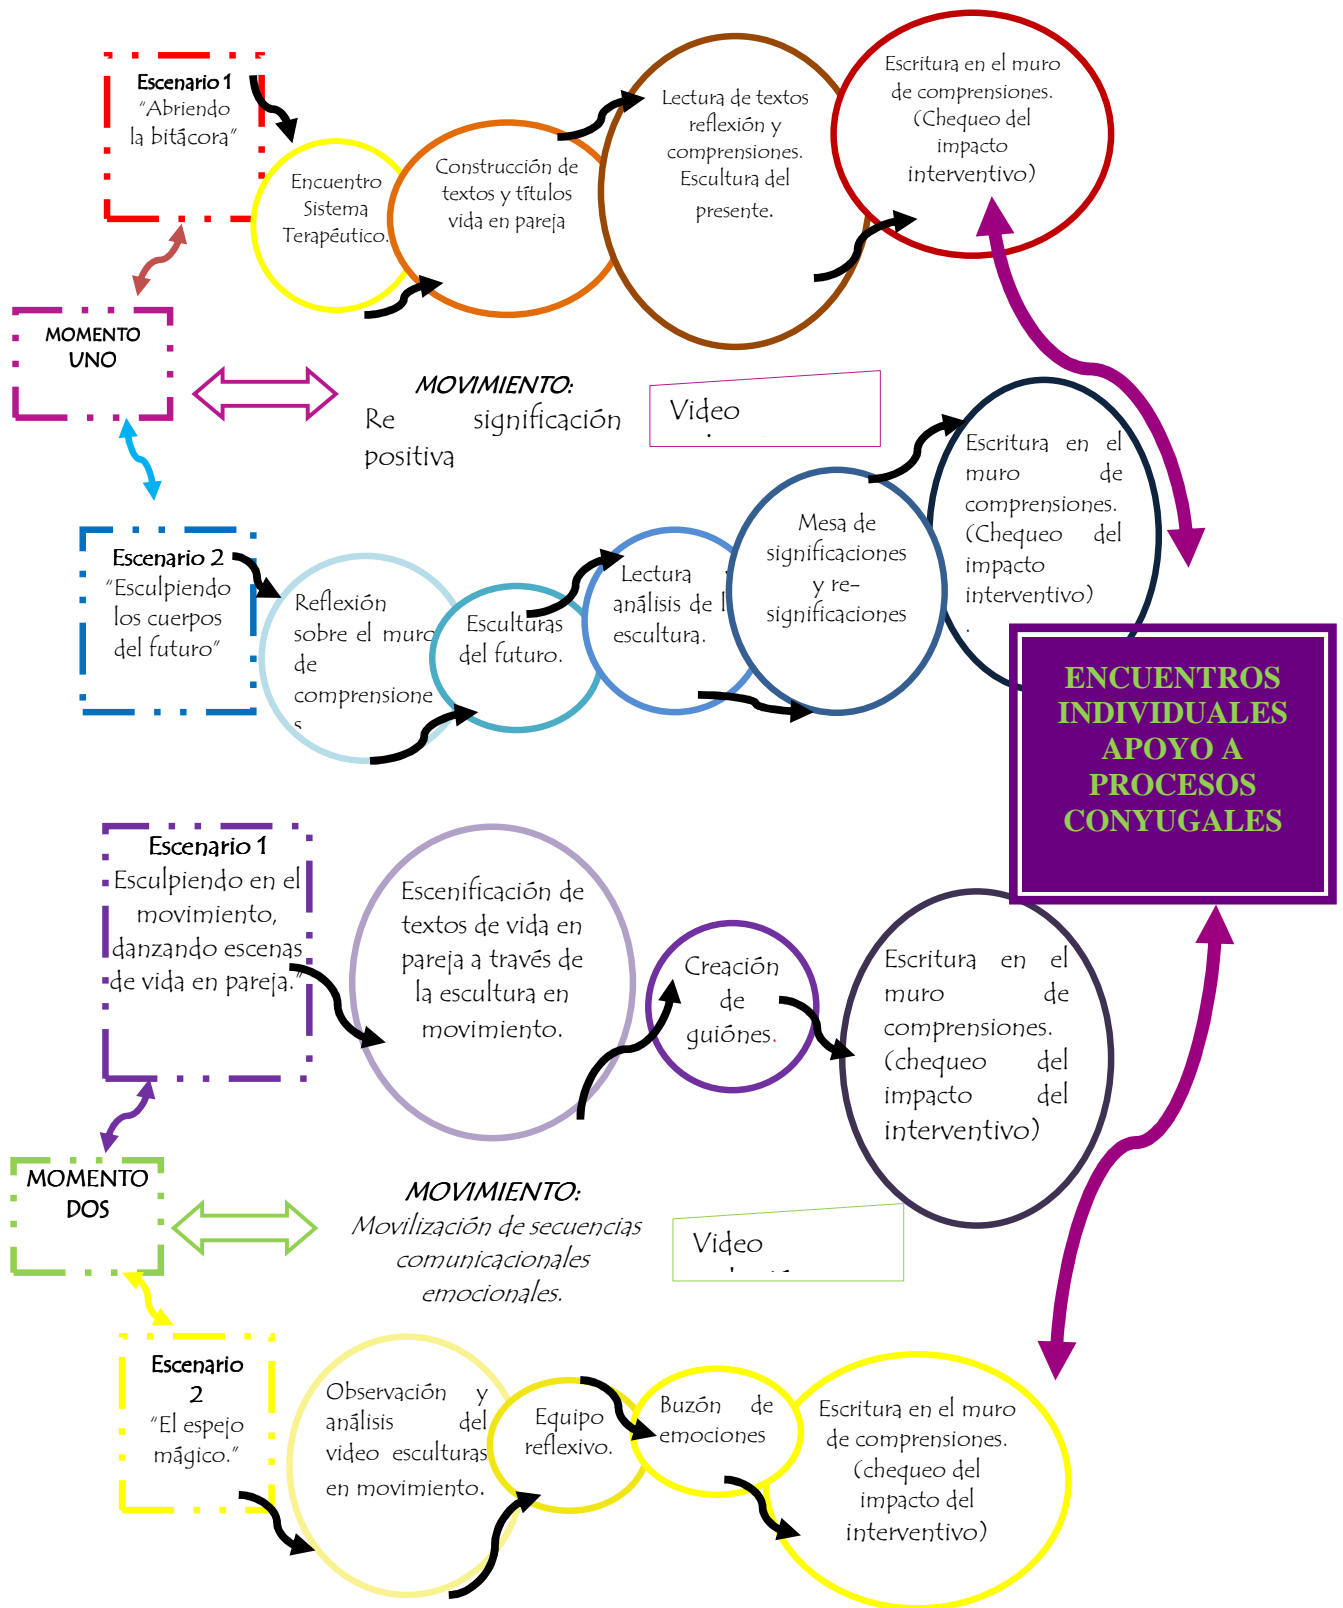 Escenario 1
“Abriendo
la bitácora”
Encuentro
Sistema
Terapéutico.
Construcción de
textos y títulos
vida en pareja
Lectura de textos
reflexión y
comprensiones.
Escultura del
presente.
Escritura en el muro
de comprensiones.
(Chequeo del
impacto
interventivo)
MOMENTO
UNO
MOVIMIENTO:
Re significación
positiva
Video
Escenario 2
“Esculpiendo
los cuerpos
del futuro”
Reflexión
sobre el muro
de
comprensione
s
Esculturas
del futuro.
Lectura
análisis de
escultura.
Mesa de
significaciones
y re-
significaciones
Escritura en el
muro de
comprensiones.
(Chequeo del
impacto
interventivo)
.
ENCUENTROS
INDIVIDUALES
APOYO A
PROCESOS
CONYUGALES
Escenario 1
Esculpiendo en el
movimiento,
danzando escenas
de vida en pareja.”
Escenificación de
textos de vida en
pareja a través de
la escultura en
movimiento.
Creación
de
guiónes.
Escritura en el
muro de
comprensiones.
(chequeo del
impacto del
interventivo)
MOMENTO
DOS
MOVIMIENTO:
Movilización de secuencias
comunicacionales
emocionales.
Video
Escenario
2
“El espejo
mágico.”
Observación y
análisis del
video esculturas
en movimiento.
Equipo
reflexivo.
Buzón de
emociones
Escritura en el muro
de comprensiones.
(chequeo del
impacto del
interventivo)